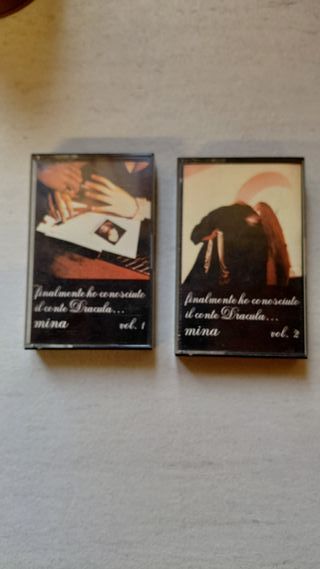 finalmente ho conosciuto
il conte Dracula...
mina vol. 1
finalmente ho conosciuto
il conte Dracula...
mina vol. 2